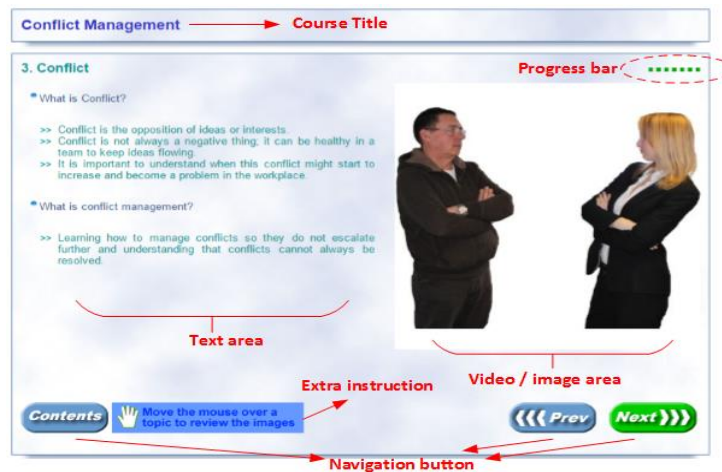 Conflict Management
Course Title
3. Conflict
Progress bar
What is Conflict?
>> Conflict is the opposition of ideas or interests.
>> Conflict is not always a negative thing; it can be healthy in a
team to keep ideas flowing.
>> It is important to understand when this conflict might start to
increase and become a problem in the workplace.
What is conflict management?
>> Learning how to manage conflicts so they do not escalate
further and understanding that conflicts cannot always be
resolved.
Text area
Video / image area
Extra instruction
Contents
Move the mouse over a
topic to review the images
((( Prev
Next )))
Navigation button